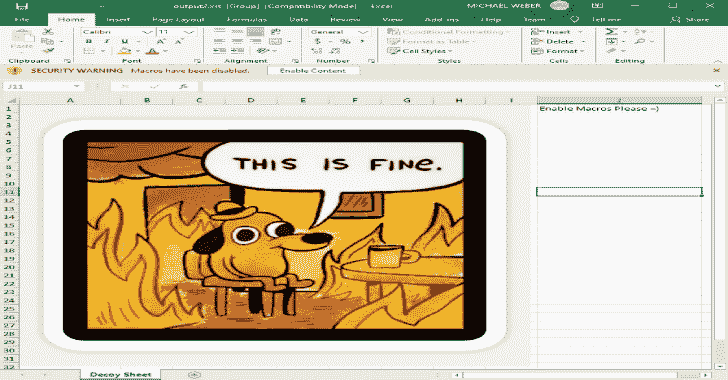 output7.xls [Group] (Compatibility Mode) - Excel
MICHAEL WEBER
File Home Insert Page Layout Formulas Data Review View Add-ins Help Team Tell me Share
Paste
Calibri 11
General
Conditional Formatting
Format as Table
Cell Styles
Insert
Delete
Format
Clipboard Font Alignment Number Styles Cells Editing
SECURITY WARNING Macros have been disabled. Enable Content
J11
A B C D E F G H I J
1 Enable Macros Please =)
2
3
4
5
6
7
8
9
10
11
12
13
14
15
16
17
18
19
20
21
22
23
24
25
26
27
28
29
30
31
32
THIS IS FINE.
Decoy Sheet